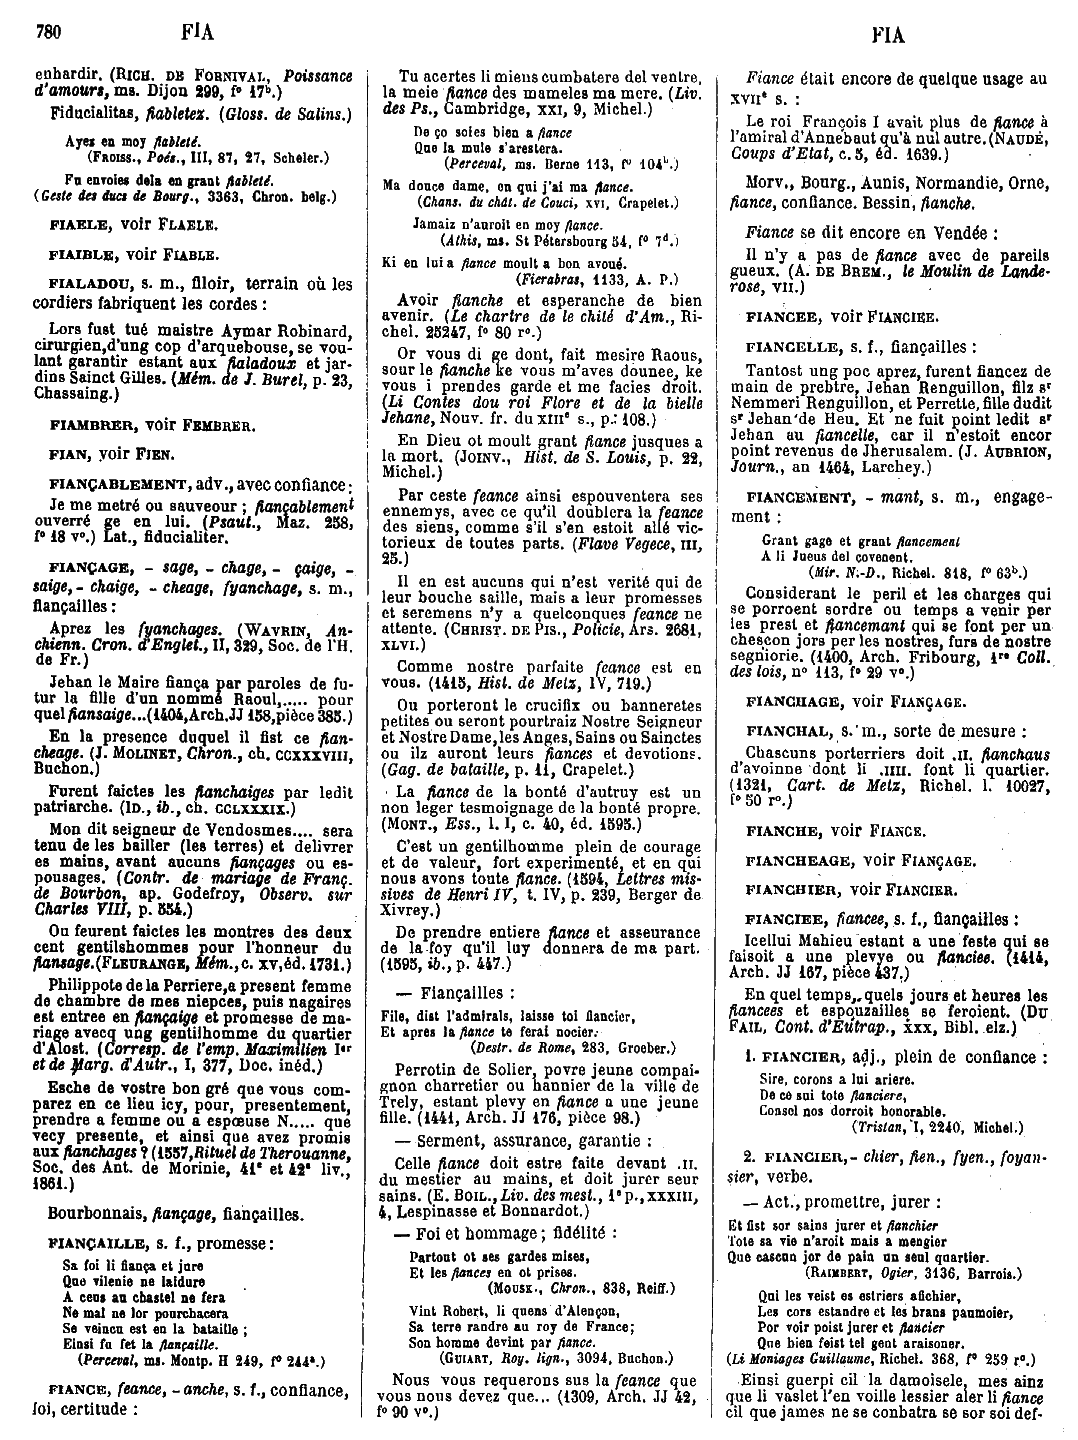 780 FIA
FIA
enhardir. (RICH. DE FORNIVAL, Poissance
d'amours, ms. Dijon 299, f° 17ᵇ.)
Fiducialitas, fiabletez. (Gloss. de Salins.)
Ayes en moy fiableté.
(FROISS., Poés., III, 87, 27, Scheler.)
Fu envoies dela en grant fiableté.
(Geste des ducs de Bourg., 3363, Chron. belg.)
FIAELE, voir FLAELE.
FIAIBLE, voir FIABLE.
FIALADOU, s. m., filoir, terrain où les
cordiers fabriquent les cordes :
Lors fust tué maistre Aymar Robinard,
cirurgien, d'ung cop d'arquebouse, se vou-
lant garantir estant aux fialadoux et jar-
dins Sainct Gilles. (Mém. de J. Burel, p. 23,
Chassaing.)
FIAMBRER, voir FEMBRER.
FIAN, voir FIEN.
FIANÇABLEMENT, adv., avec confiance :
Je me metré ou sauveour ; fiançablement
ouverré ge en lui. (Psaut., Maz. 258,
f° 18 v°.) Lat., fiducialiter.
FIANÇAGE, - sage, - chage, - çaige, -
saige, - chaige, - cheage, fyanchage, s. m.,
fiançailles :
Aprez les fyanchages. (WAVRIN, An-
chienn. Cron. d'Englet., II, 329, Soc. de l'H.
de Fr.)
Jehan le Maire fiança par paroles de fu-
tur la fille d'un nommé Raoul,..... pour
quel fiansaige...(1404, Arch. JJ 158, pièce 385.)
En la presence duquel il fist ce fian-
cheage. (J. MOLINET, Chron., ch. CCXXXVIII,
Buchon.)
Furent faictes les fianchaiges par ledit
patriarche. (ID., ib., ch. CCLXXXIX.)
Mon dit seigneur de Vendosmes.... sera
tenu de les bailler (les terres) et delivrer
es mains, avant aucuns fiançages ou es-
pousages. (Contr. de mariage de Franç.
de Bourbon, ap. Godefroy, Observ. sur
Charles VIII, p. 554.)
Ou feurent faictes les montres des deux
cent gentilshommes pour l'honneur du
fiansage. (FLEURANGE, Mém., c. XV, éd. 1731.)
Philippote de la Perriere, a present femme
de chambre de mes niepces, puis nagaires
est entree en fiançaige et promesse de ma-
riage avecq ung gentilhomme du quartier
d'Alost. (Corresp. de l'emp. Maximilien Iᵉʳ
et de Marg. d'Autr., I, 377, Doc. inéd.)
Esche de vostre bon gré que vous com-
parez en ce lieu icy, pour, presentement,
prendre a femme ou a espœuse N..... que
vecy presente, et ainsi que avez promis
aux fianchages ? (1557, Rituel de Therouanne,
Soc. des Ant. de Morinie, 41ᵉ et 42ᵉ liv.,
1861.)
Bourbonnais, fiançage, fiançailles.
FIANÇAILLE, s. f., promesse :
Sa foi li fiança et jure
Que vilenie ne laidure
A ceus au chastel ne fera
Ne mal ne lor pourchacera
Se veincu est en la bataille ;
Einsi fu fet la fiançaille.
(Perceval, ms. Montp. H 249, f° 244ᵃ.)
FIANCE, feance, - anche, s. f., confiance,
foi, certitude :
Tu acertes li miens cumbatere del ventre,
la meie fiance des mameles ma mere. (Liv.
des Ps., Cambridge, XXI, 9, Michel.)
De ço soies bien a fiance
Que la mule s'arestera.
(Perceval, ms. Berne 113, f° 104ᵇ.)
Ma douce dame, en qui j'ai ma fiance.
(Chans. du chât. de Couci, XVI, Crapelet.)
Jamaiz n'auroit en moy fiance.
(Athis, ms. St Pétersbourg 54, f° 7ᵈ.)
Ki en lui a fiance moult a bon avoué.
(Fierabras, 1133, A. P.)
Avoir fianche et esperanche de bien
avenir. (Le chartre de le chité d'Am., Ri-
chel. 25247, f° 80 r°.)
Or vous di ge dont, fait mesire Raous,
sour le fianche ke vous m'aves dounee, ke
vous i prendes garde et me facies droit.
(Li Contes dou roi Flore et de la bielle
Jehane, Nouv. fr. du XIIIᵉ s., p. 108.)
En Dieu ot moult grant fiance jusques a
la mort. (JOINV., Hist. de S. Louis, p. 22,
Michel.)
Par ceste feance ainsi espouventera ses
ennemys, avec ce qu'il doublera la feance
des siens, comme s'il s'en estoit allé vic-
torieux de toutes parts. (Flave Vegece, III,
25.)
Il en est aucuns qui n'est verité qui de
leur bouche saille, mais a leur promesses
et seremens n'y a quelconques feance ne
attente. (CHRIST. DE PIS., Policie, Ars. 2681,
XLVI.)
Comme nostre parfaite feance est en
vous. (1415, Hist. de Metz, IV, 719.)
Ou porteront le crucifix ou banneretes
petites ou seront pourtraiz Nostre Seigneur
et Nostre Dame, les Anges, Sains ou Sainctes
ou ilz auront leurs fiances et devotions.
(Gag. de bataille, p. 11, Crapelet.)
La fiance de la bonté d'autruy est un
non leger tesmoignage de la bonté propre.
(MONT., Ess., l. I, c. 40, éd. 1595.)
C'est un gentilhomme plein de courage
et de valeur, fort experimenté, et en qui
nous avons toute fiance. (1594, Lettres mis-
sives de Henri IV, t. IV, p. 239, Berger de
Xivrey.)
De prendre entiere fiance et asseurance
de la foy qu'il luy donnera de ma part.
(1595, ib., p. 447.)
— Fiançailles :
File, dist l'admirals, laisse toi fiancier,
Et apres la fiance te ferai nocier.
(Destr. de Rome, 283, Groeber.)
Perrotin de Solier, povre jeune compai-
gnon charretier ou bannier de la ville de
Trely, estant plevy en fiance a une jeune
fille. (1441, Arch. JJ 176, pièce 98.)
— Serment, assurance, garantie :
Celle fiance doit estre faite devant .II.
du mestier au mains, et doit jurer seur
sains. (E. BOIL., Liv. des mest., 1ᵉ p., XXXIII,
4, Lespinasse et Bonnardot.)
— Foi et hommage ; fidélité :
Partout ot ses gardes mises,
Et les fiances en ot prises.
(MOUSK., Chron., 838, Reiff.)
Vint Robert, li quens d'Alençon,
Sa terre randre au roy de France;
Son homme devint par fiance.
(GUIART, Roy. lign., 3094, Buchon.)
Nous vous requerons sus la feance que
vous nous devez que... (1309, Arch. JJ 42,
f° 90 v°.)
Fiance était encore de quelque usage au
XVIIᵉ s. :
Le roi François I avait plus de fiance à
l'amiral d'Annebaut qu'à nul autre. (NAUDÉ,
Coups d'Etat, c. 5, éd. 1639.)
Morv., Bourg., Aunis, Normandie, Orne,
fiance, confiance. Bessin, fianche.
Fiance se dit encore en Vendée :
Il n'y a pas de fiance avec de pareils
gueux. (A. DE BREM., le Moulin de Lande-
rose, VII.)
FIANCEE, voir FIANCIEE.
FIANCELLE, s. f., fiançailles :
Tantost ung poc aprez, furent fiancez de
main de prebtre, Jehan Renguillon, filz sʳ
Nemmeri Renguillon, et Perrette, fille dudit
sʳ Jehan de Heu. Et ne fuit point ledit sʳ
Jehan au fiancelle, car il n'estoit encor
point revenus de Jherusalem. (J. AUBRION,
Journ., an 1464, Larchey.)
FIANCEMENT, - mant, s. m., engage-
ment :
Grant gage et grant fiancement
A li Jueus del covenent.
(Mir. N.-D., Richel. 818, f° 63ᵇ.)
Considerant le peril et les charges qui
se porroent sordre ou temps a venir per
les prest et fiancemant qui se font per un
chescon jors per les nostres, furs de nostre
segniorie. (1400, Arch. Fribourg, 1ʳᵉ Coll.
des lois, n° 113, f° 29 v°.)
FIANCHAGE, voir FIANÇAGE.
FIANCHAL, s. m., sorte de mesure :
Chascuns porterriers doit .II. fianchaus
d'avoinne dont li .IIII. font li quartier.
(1321, Cart. de Metz, Richel. l. 10027,
f° 50 r°.)
FIANCHE, voir FIANCE.
FIANCHEAGE, voir FIANÇAGE.
FIANCHIER, voir FIANCIER.
FIANCIEE, fiancee, s. f., fiançailles :
Icellui Mahieu estant a une feste qui se
faisoit a une plevye ou fianciee. (1414,
Arch. JJ 167, pièce 437.)
En quel temps, quels jours et heures les
fiancees et espouzailles se feroient. (DU
FAIL, Cont. d'Eutrap., XXX, Bibl. elz.)
1. FIANCIER, adj., plein de confiance :
Sire, corons a lui ariere.
De ce sui tote fianciere,
Consel nos dorroit honorable.
(Tristan, I, 2240, Michel.)
2. FIANCIER, - chier, fien., fyen., foyan-
sier, verbe.
— Act., promettre, jurer :
Et fist sor sains jurer et fianchier
Tote sa vie n'aroit mais a mengier
Que cascun jor de pain un seul quartier.
(RAIMBERT, Ogier, 3136, Barrois.)
Qui les veist es estriers afichier,
Les cors estandre et les brans paumoier,
Por voir poist jurer et fiancier
Que bien feist tel gent araisoner.
(Li Moniages Guillaume, Richel. 368, f° 259 r°.)
Einsi guerpi cil la damoisele, mes ainz
que li vaslet l'en voille lessier aler li fiance
cil que james ne se conbatra se sor soi def-